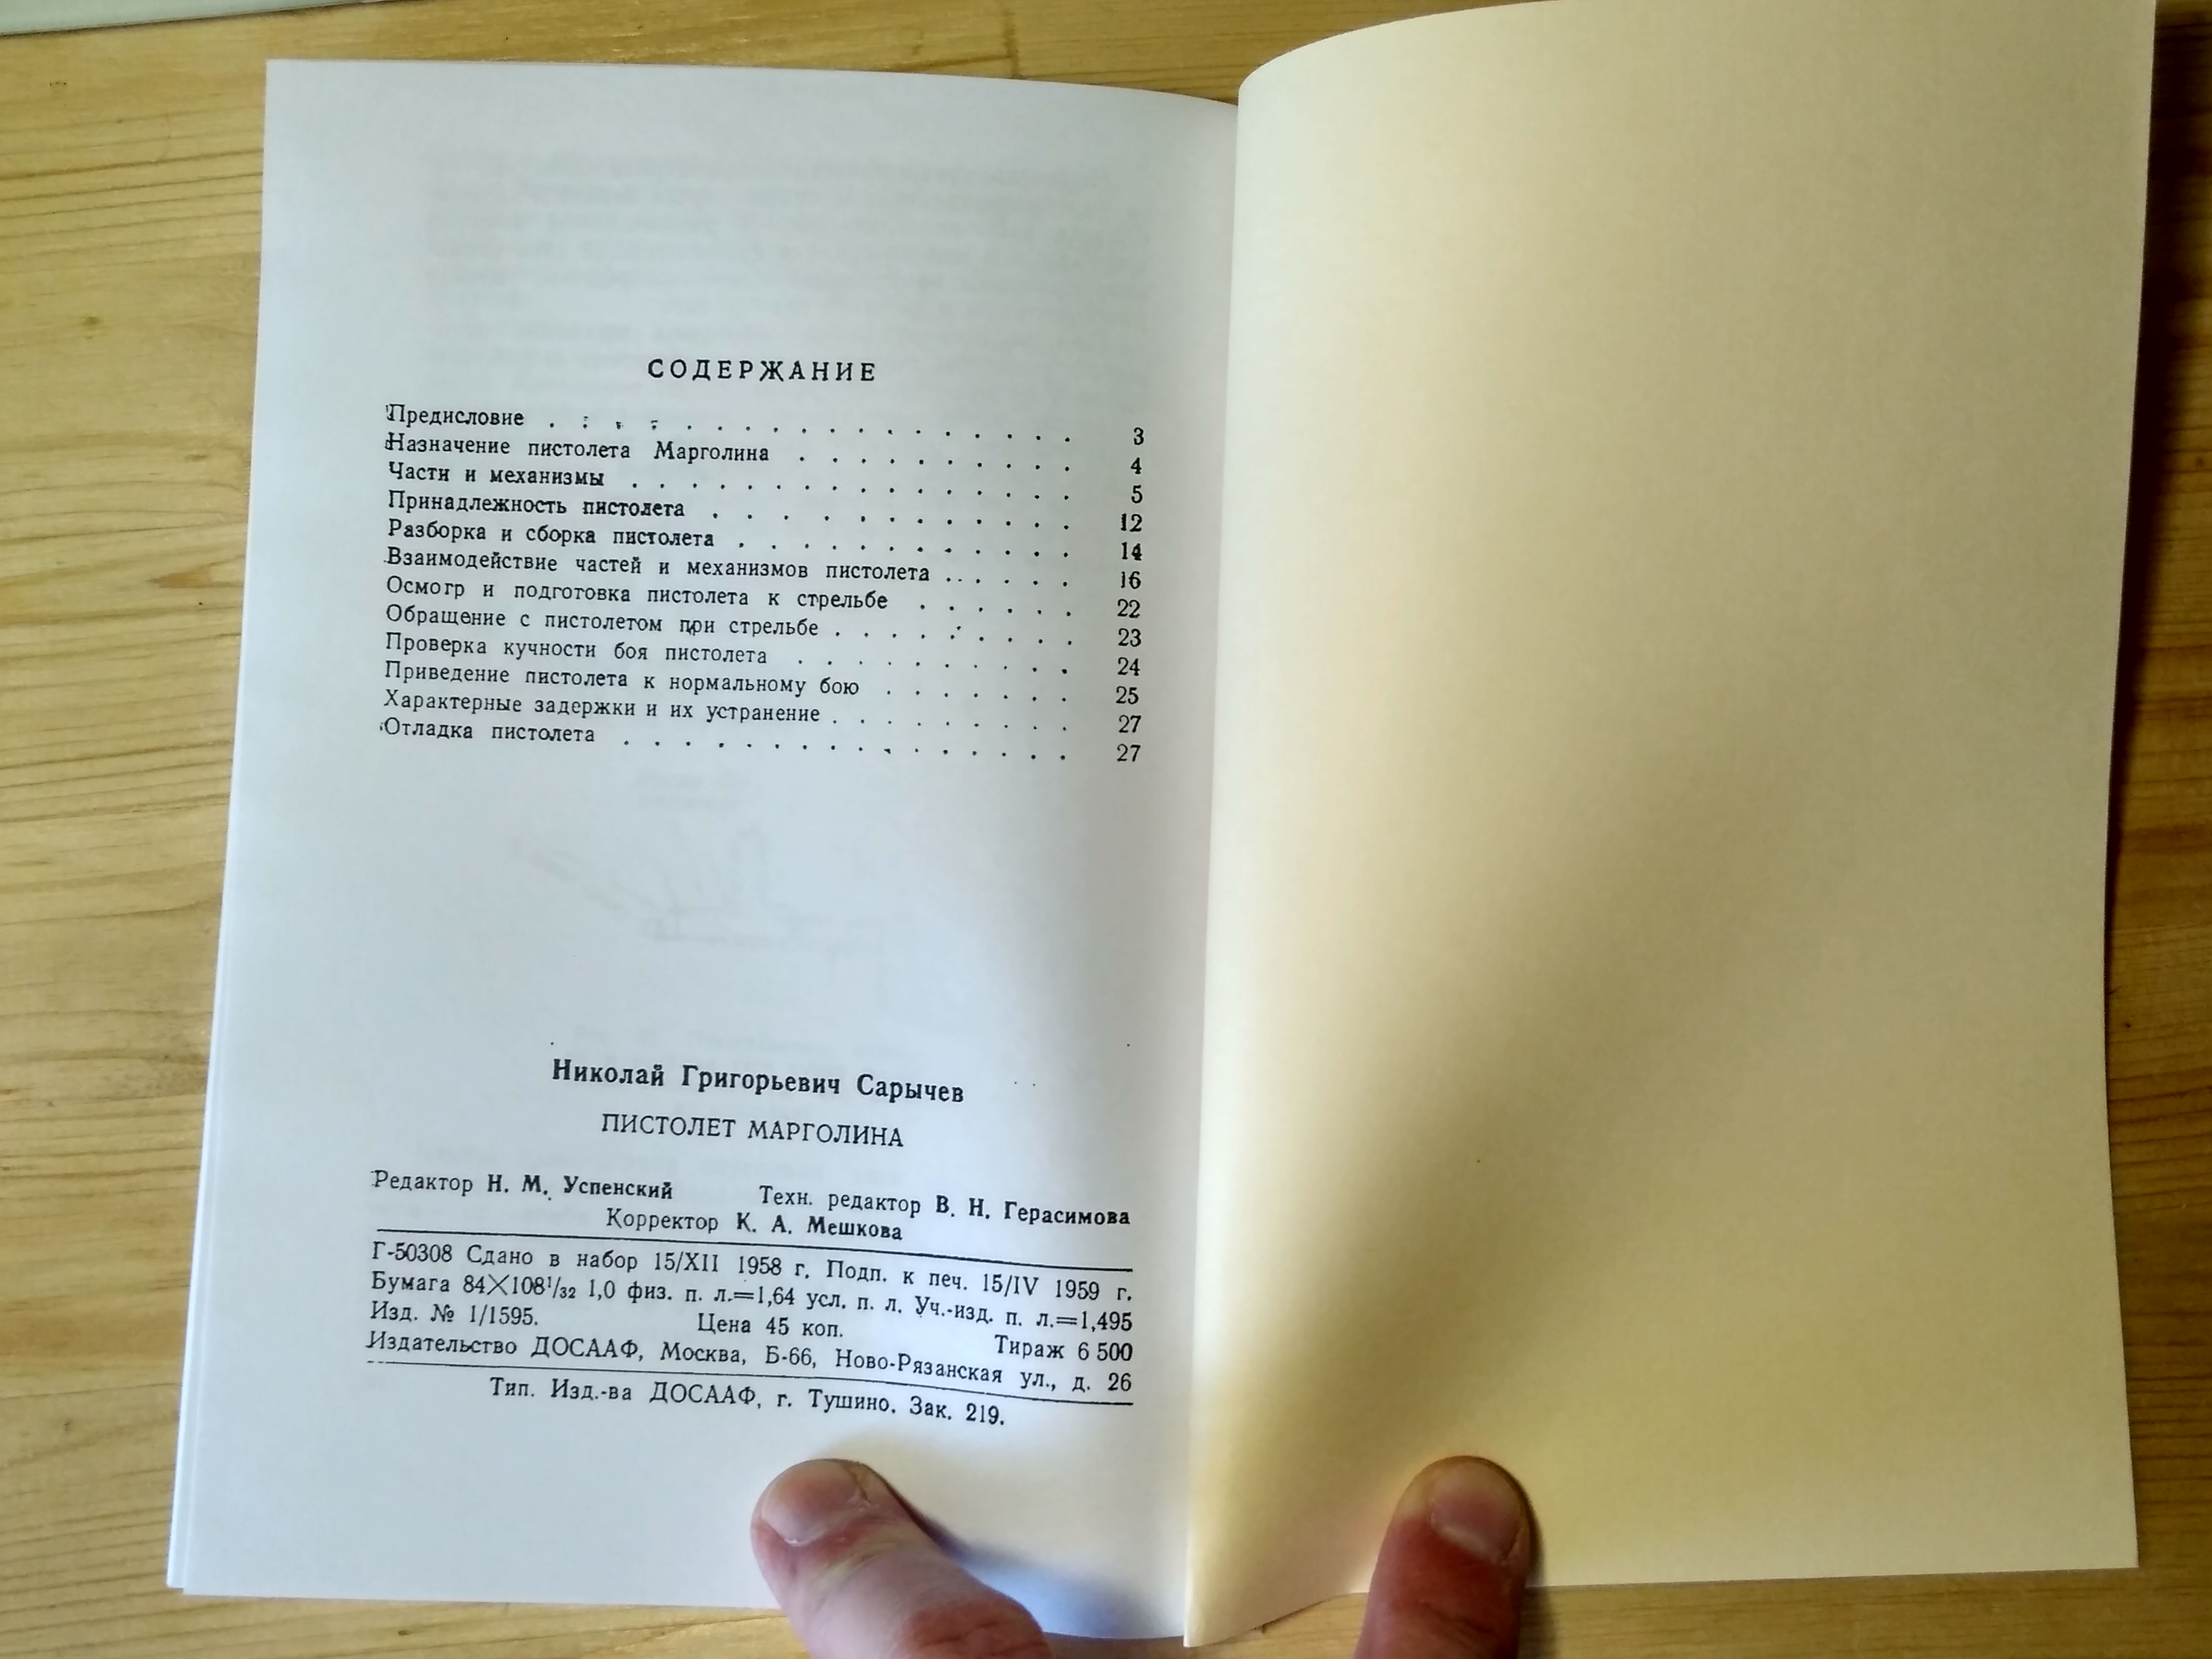 СОДЕРЖАНИЕ
Предисловие . . . . . . . . . . . . . . . . . 3
Назначение пистолета Марголина . . . . . . . . . . 4
Части и механизмы . . . . . . . . . . . . . . . 5
Принадлежность пистолета . . . . . . . . . . . . 12
Разборка и сборка пистолета . . . . . . . . . . . 14
Взаимодействие частей и механизмов пистолета . . . . . . 16
Осмотр и подготовка пистолета к стрельбе . . . . . . 22
Обращение с пистолетом при стрельбе . . . . . . . . . 23
Проверка кучности боя пистолета . . . . . . . . . . 24
Приведение пистолета к нормальному бою . . . . . . . 25
Характерные задержки и их устранение . . . . . . . . . 27
Отладка пистолета . . . . . . . . . . . . . . . . 27
Николай Григорьевич Сарычев
ПИСТОЛЕТ МАРГОЛИНА
Редактор Н. М. Успенский Техн. редактор В. Н. Герасимова
Корректор К. А. Мешкова
Г-50308 Сдано в набор 15/XII 1958 г. Подп. к печ. 15/IV 1959 г.
Бумага 84×108¹/₃₂ 1,0 физ. п. л.=1,64 усл. п. л. Уч.-изд. п. л.=1,495
Изд. № 1/1595. Цена 45 коп. Тираж 6 500
Издательство ДОСААФ, Москва, Б-66, Ново-Рязанская ул., д. 26
Тип. Изд.-ва ДОСААФ, г. Тушино. Зак. 219.